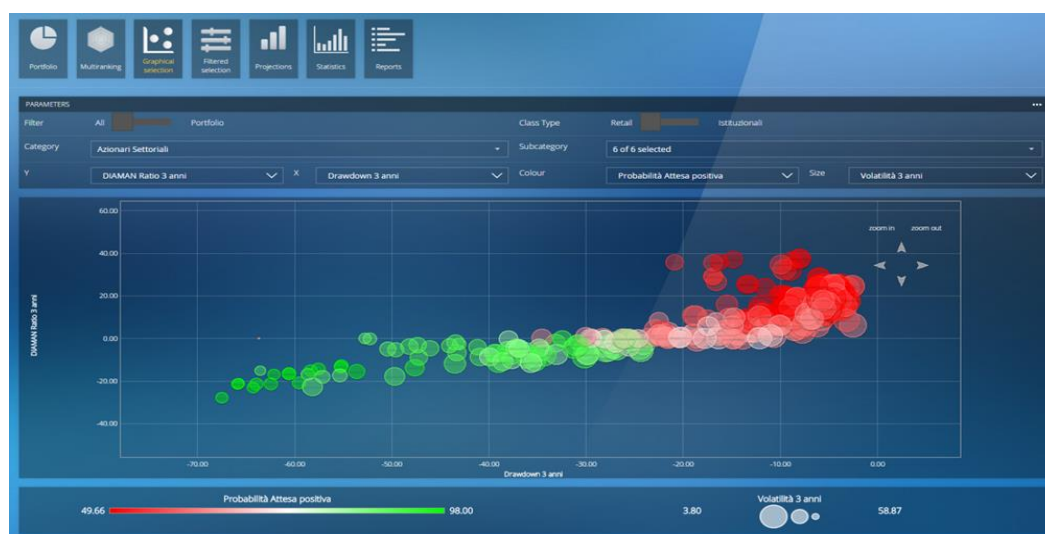 Portfolio
Multiranking
Graphical selection
Filtered selection
Projections
Statistics
Reports
PARAMETERS
Filter All Portfolio Class Type Retail Istituzionali
Category Azionari Settoriali Subcategory 6 of 6 selected
Y DIAMAN Ratio 3 anni X Drawdown 3 anni Colour Probabilità Attesa positiva Size Volatilità 3 anni
60.00
zoom in zoom out
40.00
20.00
DIAMAN Ratio 3 anni
0.00
-20.00
-40.00
-70.00 -60.00 -50.00 -40.00 -30.00 -20.00 -10.00 0.00
Drawdown 3 anni
Probabilità Attesa positiva Volatilità 3 anni
49.66 98.00 3.80 58.87